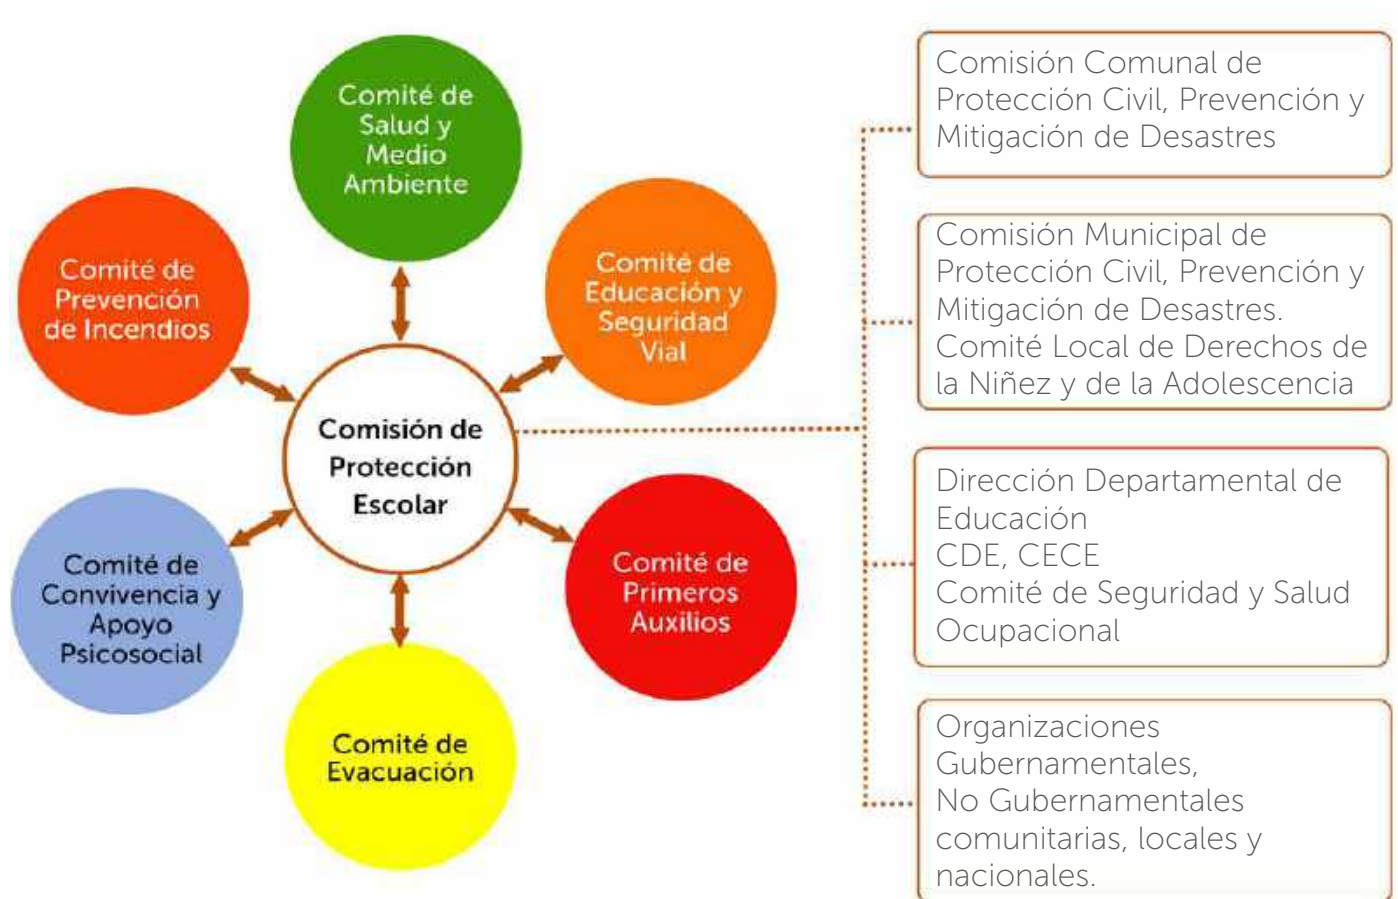 Comité de
Salud y
Medio
Ambiente
Comité de
Prevención
de Incendios
Comité de
Educación y
Seguridad
Vial
Comisión de
Protección
Escolar
Comité de
Convivencia y
Apoyo
Psicosocial
Comité de
Primeros
Auxilios
Comité de
Evacuación
Comisión Comunal de
Protección Civil, Prevención y
Mitigación de Desastres
Comisión Municipal de
Protección Civil, Prevención y
Mitigación de Desastres.
Comité Local de Derechos de
la Niñez y de la Adolescencia
Dirección Departamental de
Educación
CDE, CECE
Comité de Seguridad y Salud
Ocupacional
Organizaciones
Gubernamentales,
No Gubernamentales
comunitarias, locales y
nacionales.